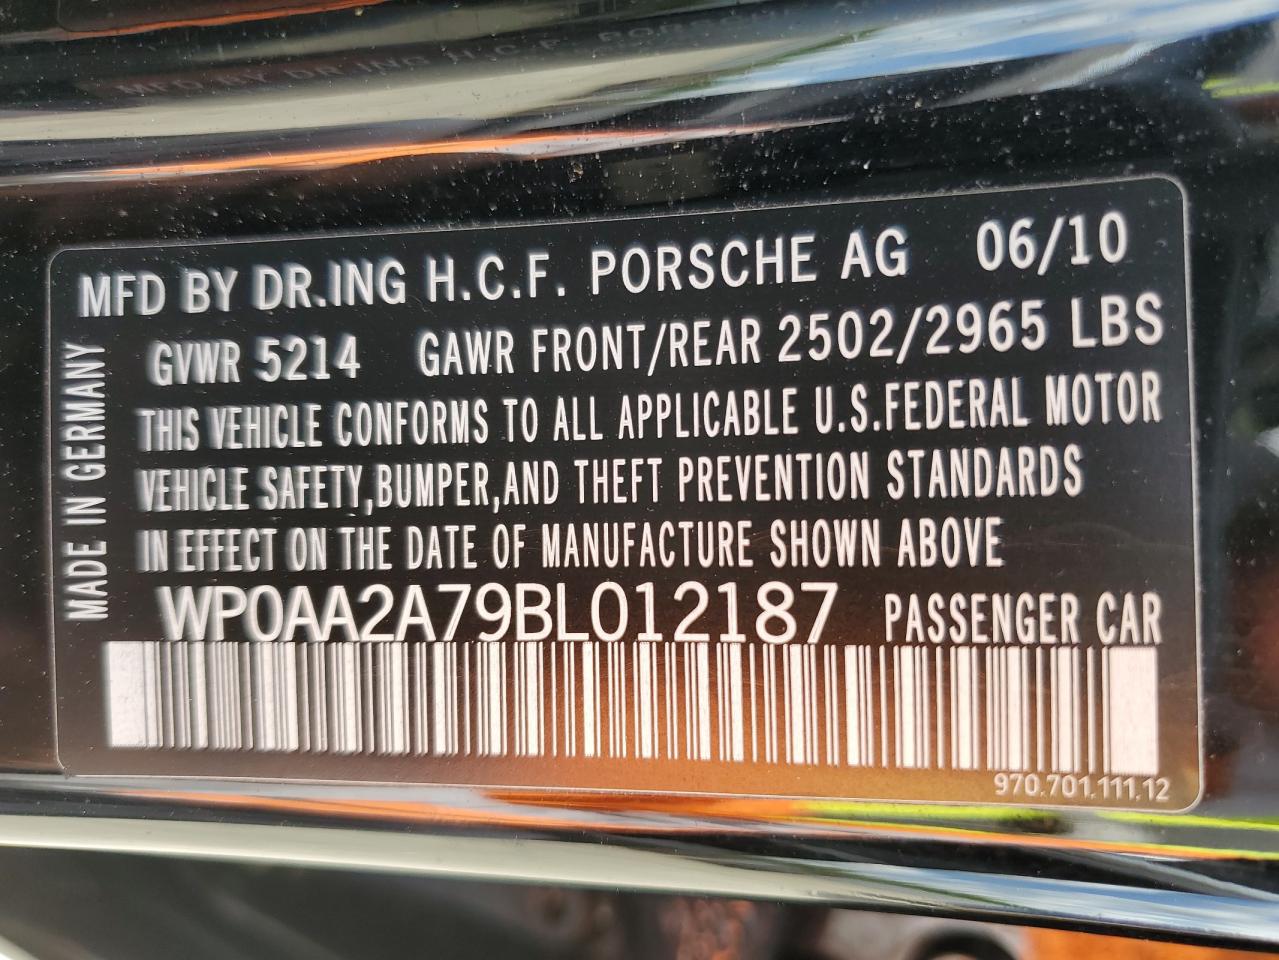 MFD BY DR.ING H.C.F. PORSCHE AG 06/10
GVWR 5214 GAWR FRONT/REAR 2502/2965 LBS
THIS VEHICLE CONFORMS TO ALL APPLICABLE U.S.FEDERAL MOTOR
VEHICLE SAFETY,BUMPER,AND THEFT PREVENTION STANDARDS
IN EFFECT ON THE DATE OF MANUFACTURE SHOWN ABOVE
WP0AA2A79BL012187 PASSENGER CAR
970.701.111.12
MADE IN GERMANY